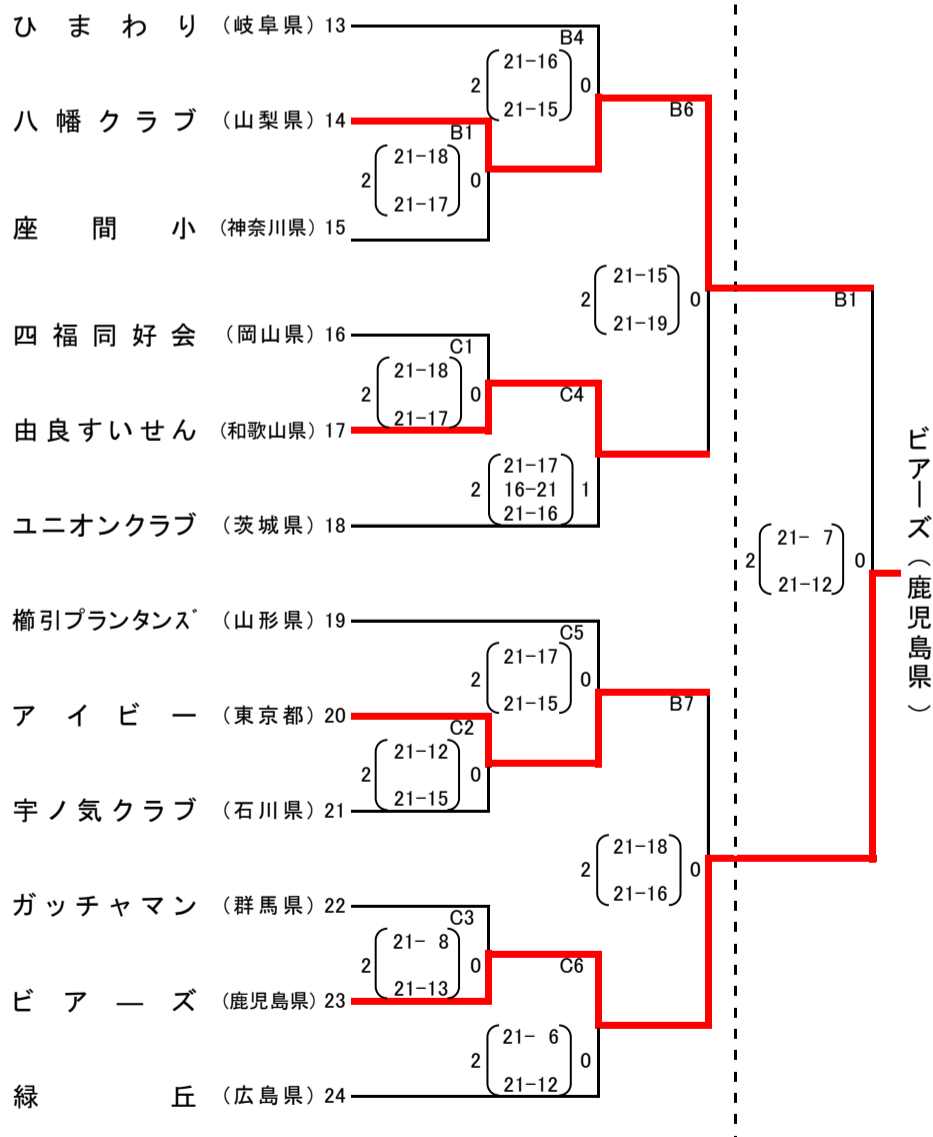 ひまわり (岐阜県) 13
B4
21-16
2 0
21-15
B6
八幡クラブ (山梨県) 14
B1
21-18
2 0
21-17
座間小 (神奈川県) 15
21-15
2 0
21-19
B1
四福同好会 (岡山県) 16
C1
21-18
2 0
21-17
C4
由良すいせん (和歌山県) 17
21-17
2 16-21 1
21-16
ユニオンクラブ (茨城県) 18
21- 7
2 0
21-12
ビアーズ(鹿児島県)
櫛引プランタンズ (山形県) 19
C5
21-17
2 0
21-15
B7
アイビー (東京都) 20
C2
21-12
2 0
21-15
宇ノ気クラブ (石川県) 21
21-18
2 0
21-16
ガッチャマン (群馬県) 22
C3
21- 8
2 0
21-13
C6
ビアーズ (鹿児島県) 23
21- 6
2 0
21-12
緑丘 (広島県) 24